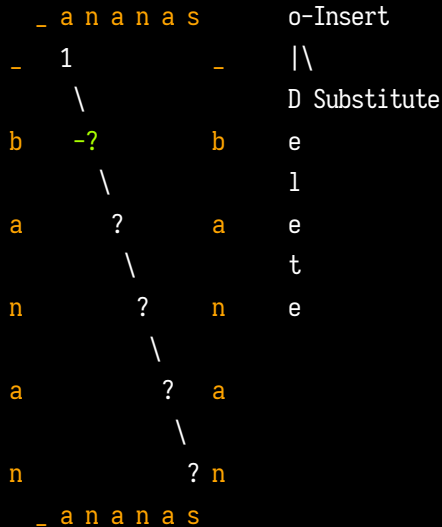 _ a n a n a s       o-Insert
_   1           _     |\
     \                D Substitute
b    -?         b     e
       \              l
a       ?       a     e
         \            t
n         ?     n     e
           \
a           ?   a
             \
n             ? n
  _ a n a n a s